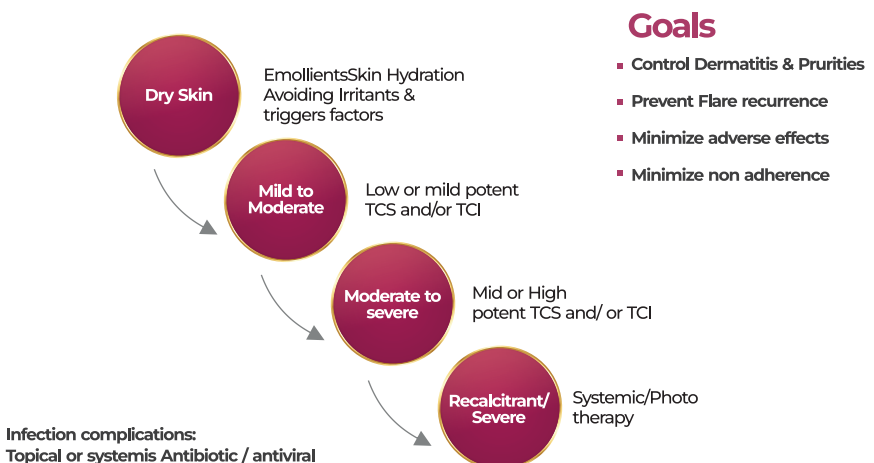 Goals
Control Dermatitis & Prurities
Prevent Flare recurrence
Minimize adverse effects
Minimize non adherence
Dry Skin
EmollientsSkin Hydration
Avoiding Irritants &
triggers factors
Mild to
Moderate
Low or mild potent
TCS and/or TCI
Moderate to
severe
Mid or High
potent TCS and/ or TCI
Recalcitrant/
Severe
Systemic/Photo
therapy
Infection complications:
Topical or systemis Antibiotic / antiviral